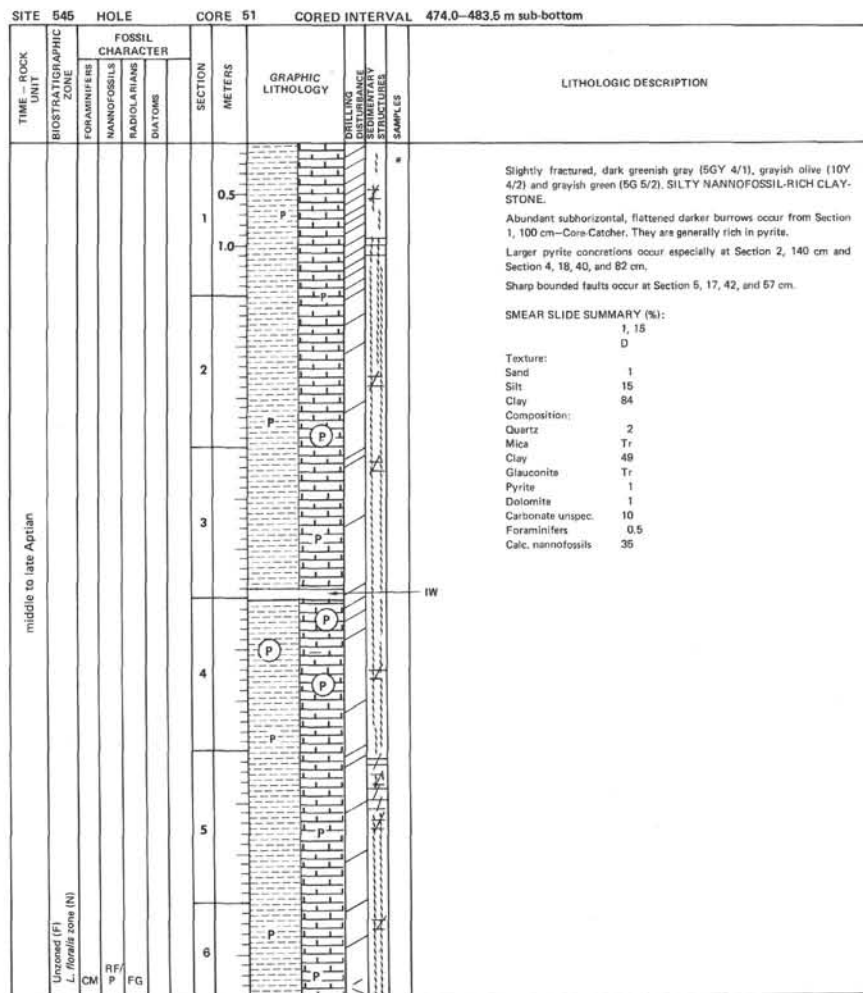 SITE 545 HOLE CORE 51 CORED INTERVAL 474.0–483.5 m sub-bottom
TIME – ROCK UNIT
BIOSTRATIGRAPHIC ZONE
FOSSIL CHARACTER
FORAMINIFERS
NANNOFOSSILS
RADIOLARIANS
DIATOMS
SECTION
METERS
GRAPHIC LITHOLOGY
DRILLING DISTURBANCE
SEDIMENTARY STRUCTURES
SAMPLES
LITHOLOGIC DESCRIPTION
middle to late Aptian
Unzoned (F)
L. floralis zone (N)
CM
RF/P
FG
0.5
1
1.0
2
3
4
5
6
P
P
P
P
P
IW
P
P
P
P
P
P
P
*
Slightly fractured, dark greenish gray (5GY 4/1), grayish olive (10Y
4/2) and grayish green (5G 5/2). SILTY NANNOFOSSIL-RICH CLAY-
STONE.
Abundant subhorizontal, flattened darker burrows occur from Section
1, 100 cm–Core-Catcher. They are generally rich in pyrite.
Larger pyrite concretions occur especially at Section 2, 140 cm and
Section 4, 18, 40, and 82 cm.
Sharp bounded faults occur at Section 5, 17, 42, and 57 cm.
SMEAR SLIDE SUMMARY (%):
1, 15
D
Texture:
Sand 1
Silt 15
Clay 84
Composition:
Quartz 2
Mica Tr
Clay 49
Glauconite Tr
Pyrite 1
Dolomite 1
Carbonate unspec. 10
Foraminifers 0.5
Calc. nannofossils 35